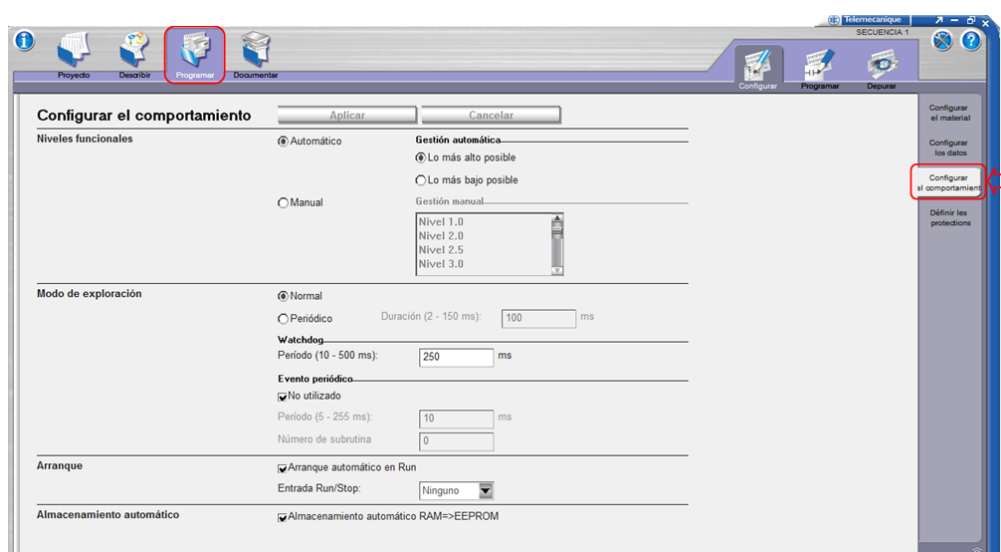 Telemecanique
SECUENCIA 1
Proyecto
Describir
Programar
Documentar
Configurar
Programar
Depurar
Configurar el comportamiento
Aplicar
Cancelar
Niveles funcionales
Automático
Gestión automática
Lo más alto posible
Lo más bajo posible
Manual
Gestión manual
Nivel 1.0
Nivel 2.0
Nivel 2.5
Nivel 3.0
Modo de exploración
Normal
Periódico
Duración (2 - 150 ms):
100
ms
Watchdog
Período (10 - 500 ms):
250
ms
Evento periódico
No utilizado
Período (5 - 255 ms):
10
ms
Número de subrutina
0
Arranque
Arranque automático en Run
Entrada Run/Stop:
Ninguno
Almacenamiento automático
Almacenamiento automático RAM=>EEPROM
Configurar
el material
Configurar
los datos
Configurar
el comportamient
Définir les
protections